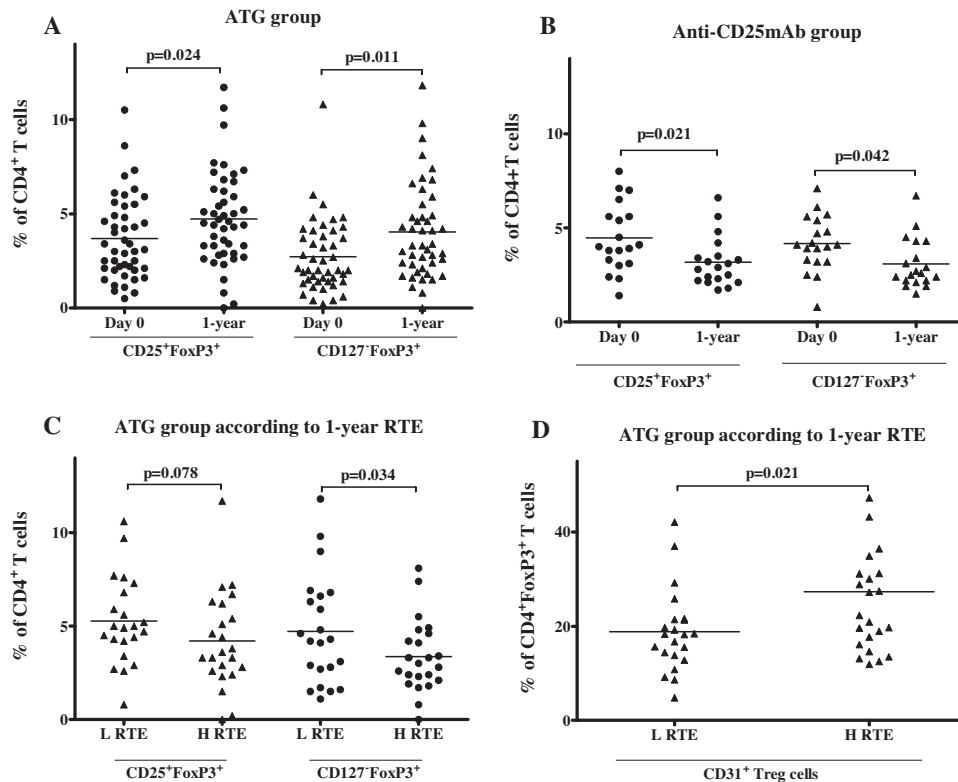 A
ATG group
p=0.024
p=0.011
% of CD4⁺ T cells
10
5
0
Day 0
1-year
Day 0
1-year
CD25⁺FoxP3⁺
CD127⁻FoxP3⁺
B
Anti-CD25mAb group
p=0.021
p=0.042
% of CD4+T cells
10
5
0
Day 0
1-year
Day 0
1-year
CD25⁺FoxP3⁺
CD127⁻FoxP3⁺
C
ATG group according to 1-year RTE
p=0.078
p=0.034
% of CD4⁺ T cells
10
5
0
L RTE
H RTE
L RTE
H RTE
CD25⁺FoxP3⁺
CD127⁻FoxP3⁺
D
ATG group according to 1-year RTE
p=0.021
% of CD4⁺FoxP3⁺ T cells
40
20
0
L RTE
H RTE
CD31⁺ Treg cells